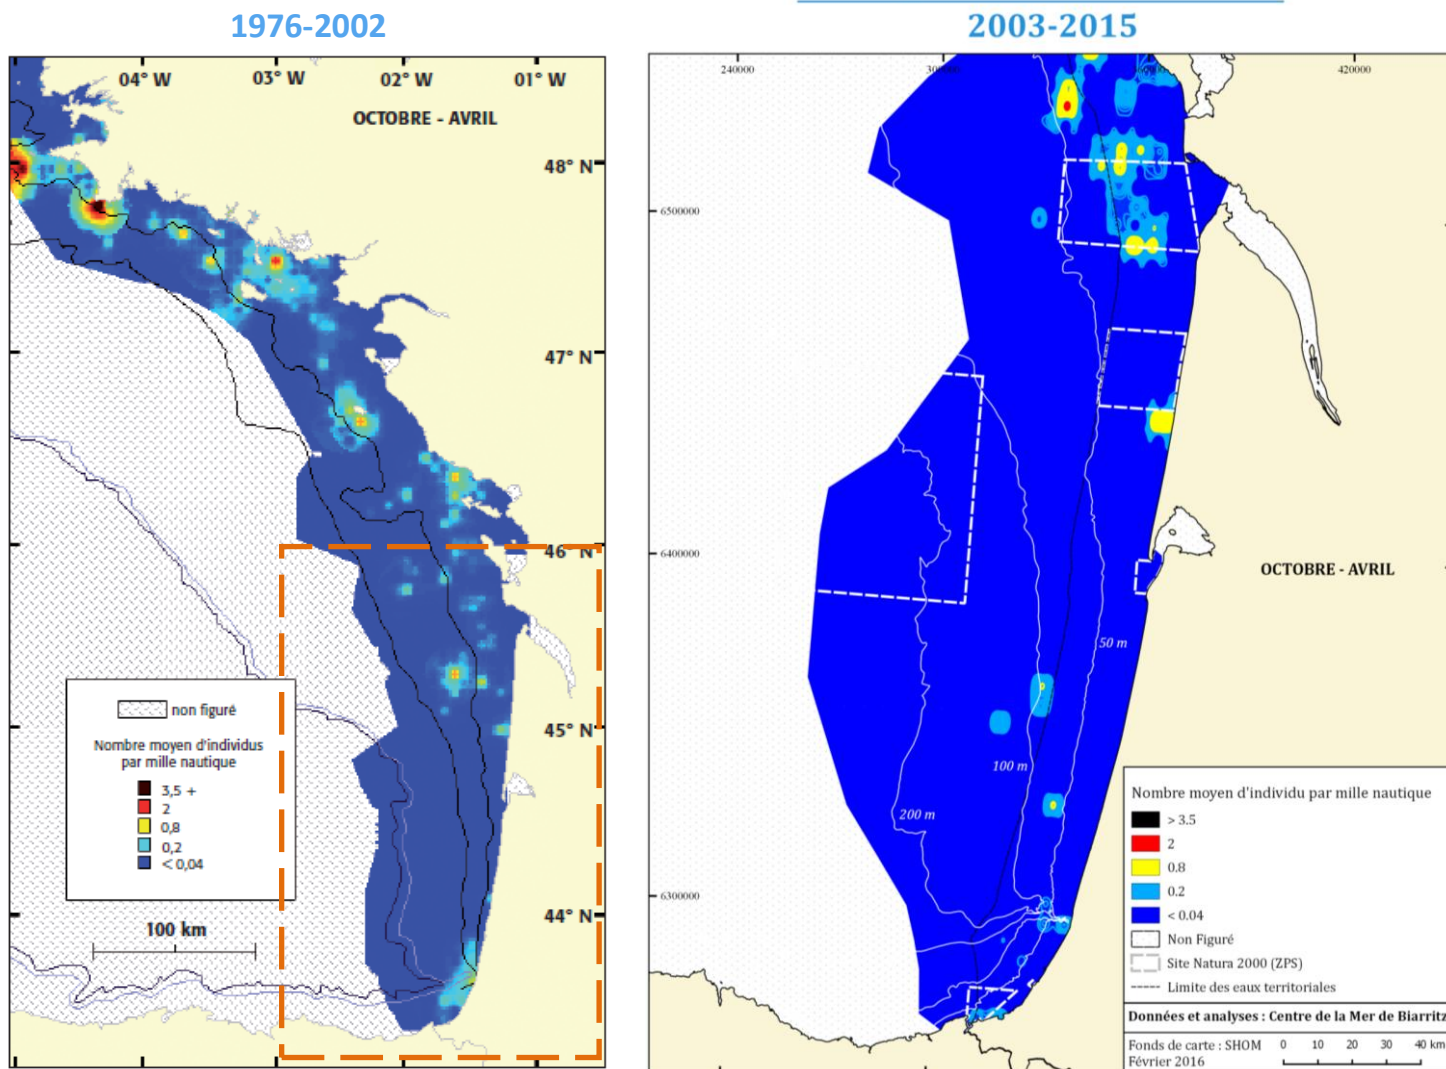 1976-2002
04° W
03° W
02° W
01° W
OCTOBRE - AVRIL
48° N
47° N
46° N
45° N
44° N
non figuré
Nombre moyen d'individus
par mille nautique
3,5 +
2
0,8
0,2
< 0,04
100 km
2003-2015
240000
420000
6500000
6400000
6300000
OCTOBRE - AVRIL
50 m
100 m
200 m
Nombre moyen d'individu par mille nautique
> 3.5
2
0.8
0.2
< 0.04
Non Figuré
Site Natura 2000 (ZPS)
Limite des eaux territoriales
Données et analyses : Centre de la Mer de Biarritz
Fonds de carte : SHOM
Février 2016
0 10 20 30 40 km